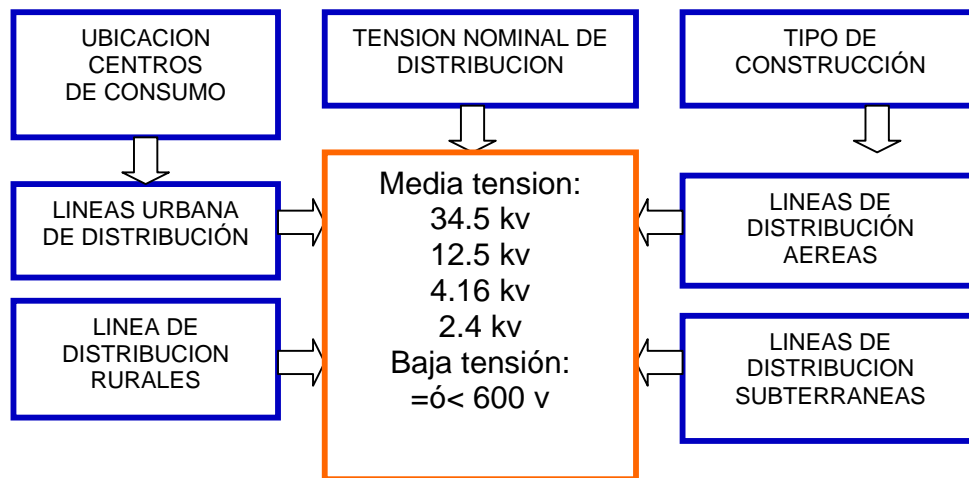 UBICACION
CENTROS
DE CONSUMO
TENSION NOMINAL DE
DISTRIBUCION
TIPO DE
CONSTRUCCIÓN
LINEAS URBANA
DE DISTRIBUCIÓN
LINEA DE
DISTRIBUCION
RURALES
Media tension:
34.5 kv
12.5 kv
4.16 kv
2.4 kv
Baja tensión:
=ó< 600 v
LINEAS DE
DISTRIBUCIÓN
AEREAS
LINEAS DE
DISTRIBUCION
SUBTERRANEAS